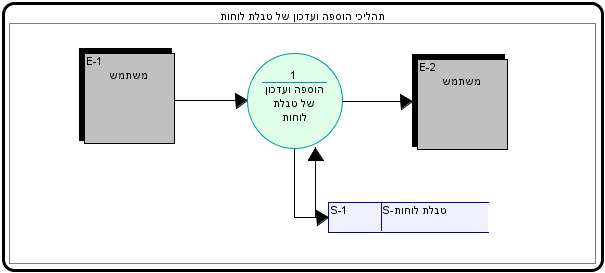 תהליכי הוספה ועדכון של טבלת לוחות
E-1
משתמש
1
הוספה ועדכון
של טבלת
לוחות
E-2
משתמש
S-1
S-טבלת לוחות